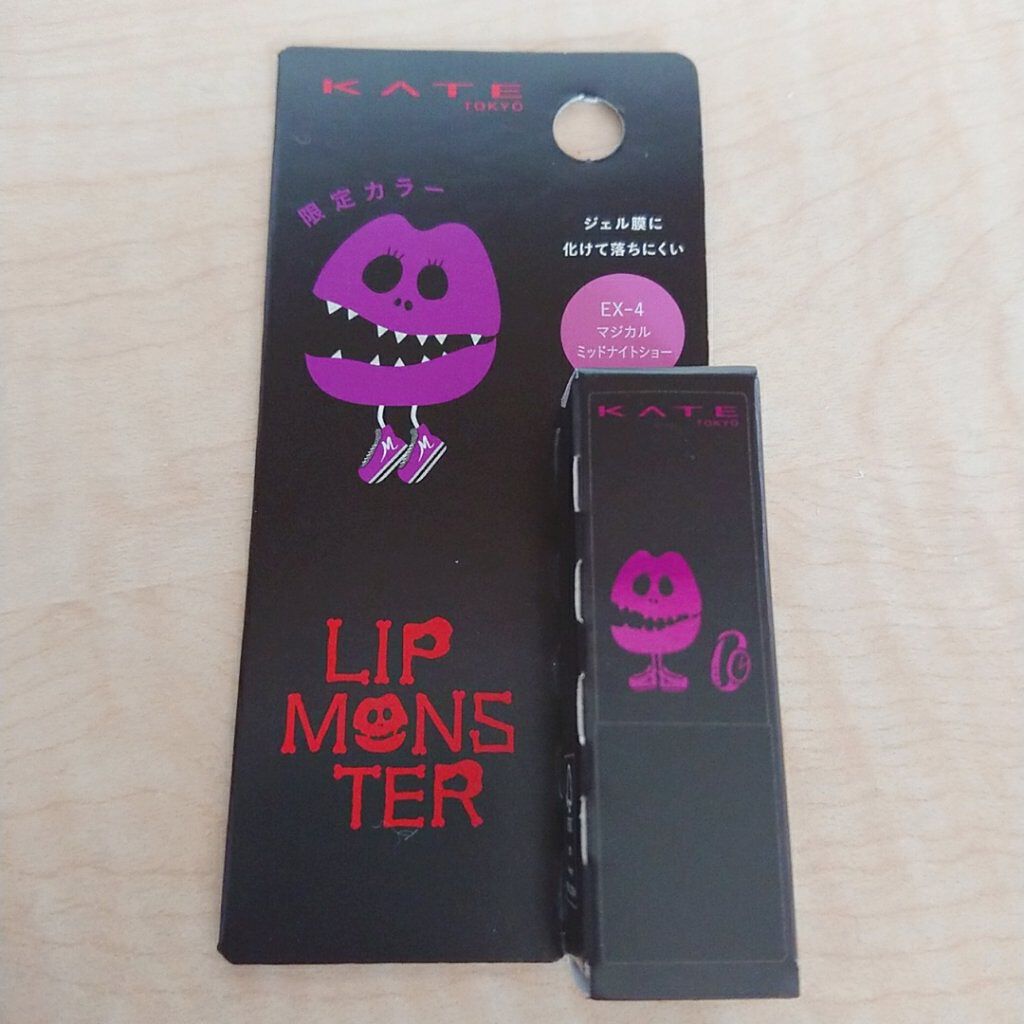 KATE
TOKYO
限定カラー
ジェル膜に
化けて落ちにくい
EX-4
マジカル
ミッドナイトショー
KATE
TOKYO
M M
LIP
MONS
TER